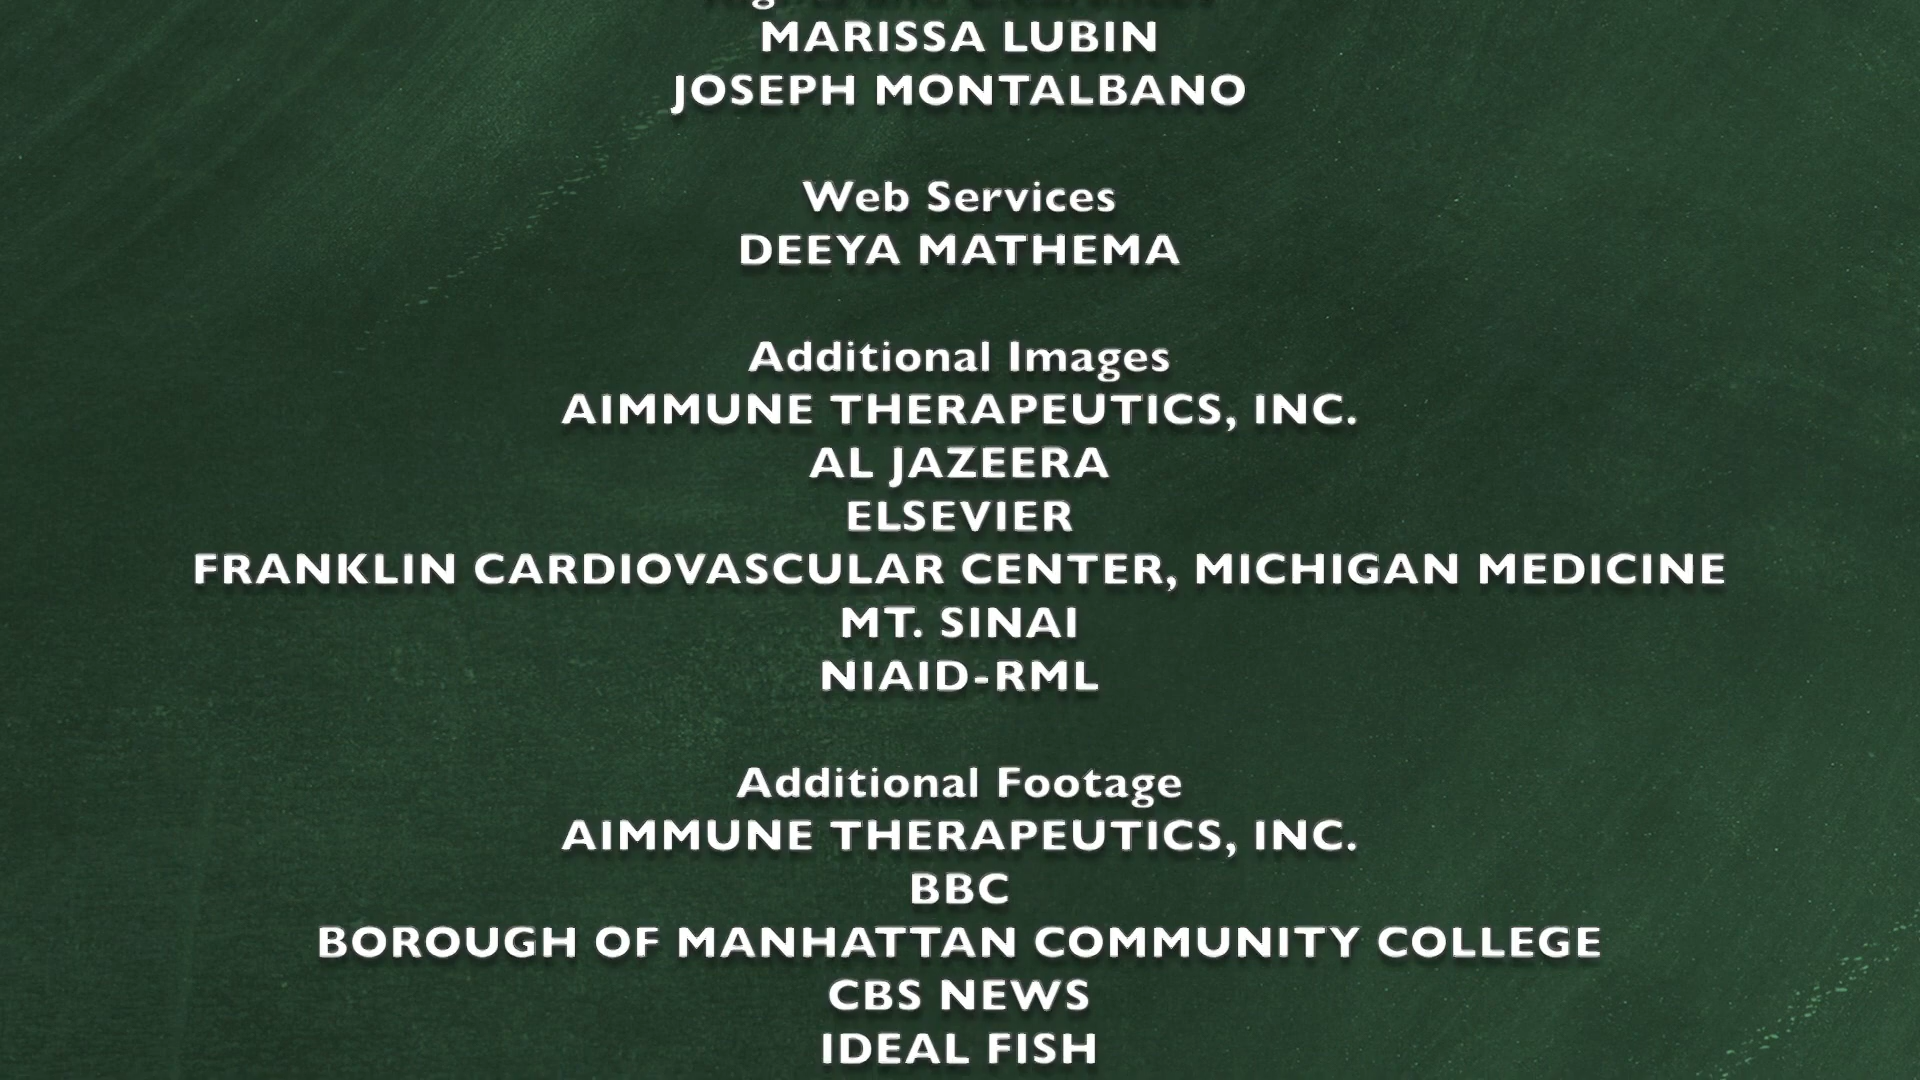 MARISSA LUBIN
JOSEPH MONTALBANO
Web Services
DEEYA MATHEMA
Additional Images
AIMMUNE THERAPEUTICS, INC.
AL JAZEERA
ELSEVIER
FRANKLIN CARDIOVASCULAR CENTER, MICHIGAN MEDICINE
MT. SINAI
NIAID-RML
Additional Footage
AIMMUNE THERAPEUTICS, INC.
BBC
BOROUGH OF MANHATTAN COMMUNITY COLLEGE
CBS NEWS
IDEAL FISH